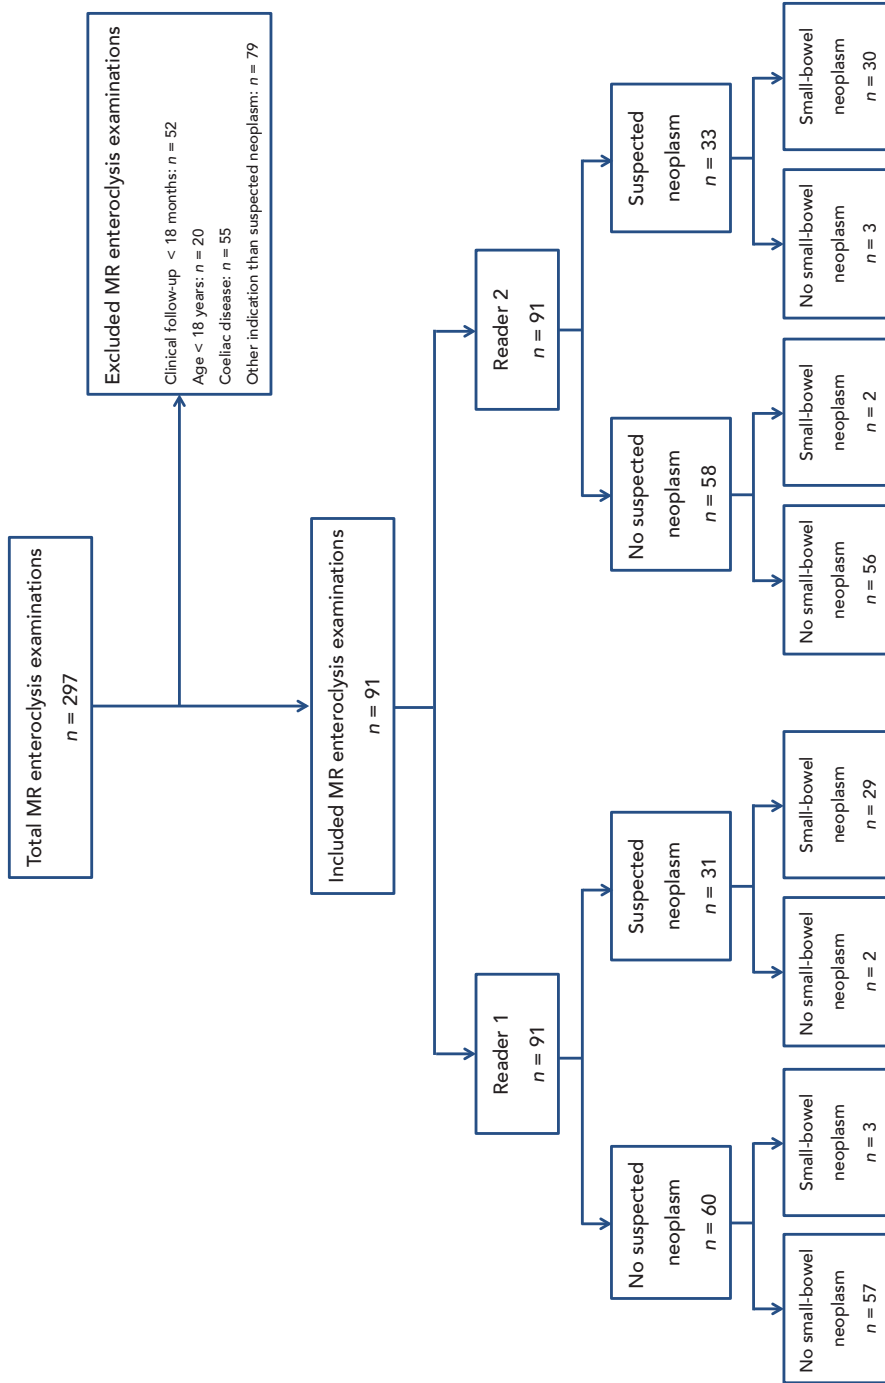 Total MR enteroclysis examinations
n = 297
Excluded MR enteroclysis examinations
Clinical follow-up < 18 months: n = 52
Age < 18 years: n = 20
Coeliac disease: n = 55
Other indication than suspected neoplasm: n = 79
Included MR enteroclysis examinations
n = 91
Reader 1
n = 91
Reader 2
n = 91
No suspected
neoplasm
n = 60
Suspected
neoplasm
n = 31
No suspected
neoplasm
n = 58
Suspected
neoplasm
n = 33
No small-bowel
neoplasm
n = 57
Small-bowel
neoplasm
n = 3
No small-bowel
neoplasm
n = 2
Small-bowel
neoplasm
n = 29
No small-bowel
neoplasm
n = 56
Small-bowel
neoplasm
n = 2
No small-bowel
neoplasm
n = 3
Small-bowel
neoplasm
n = 30